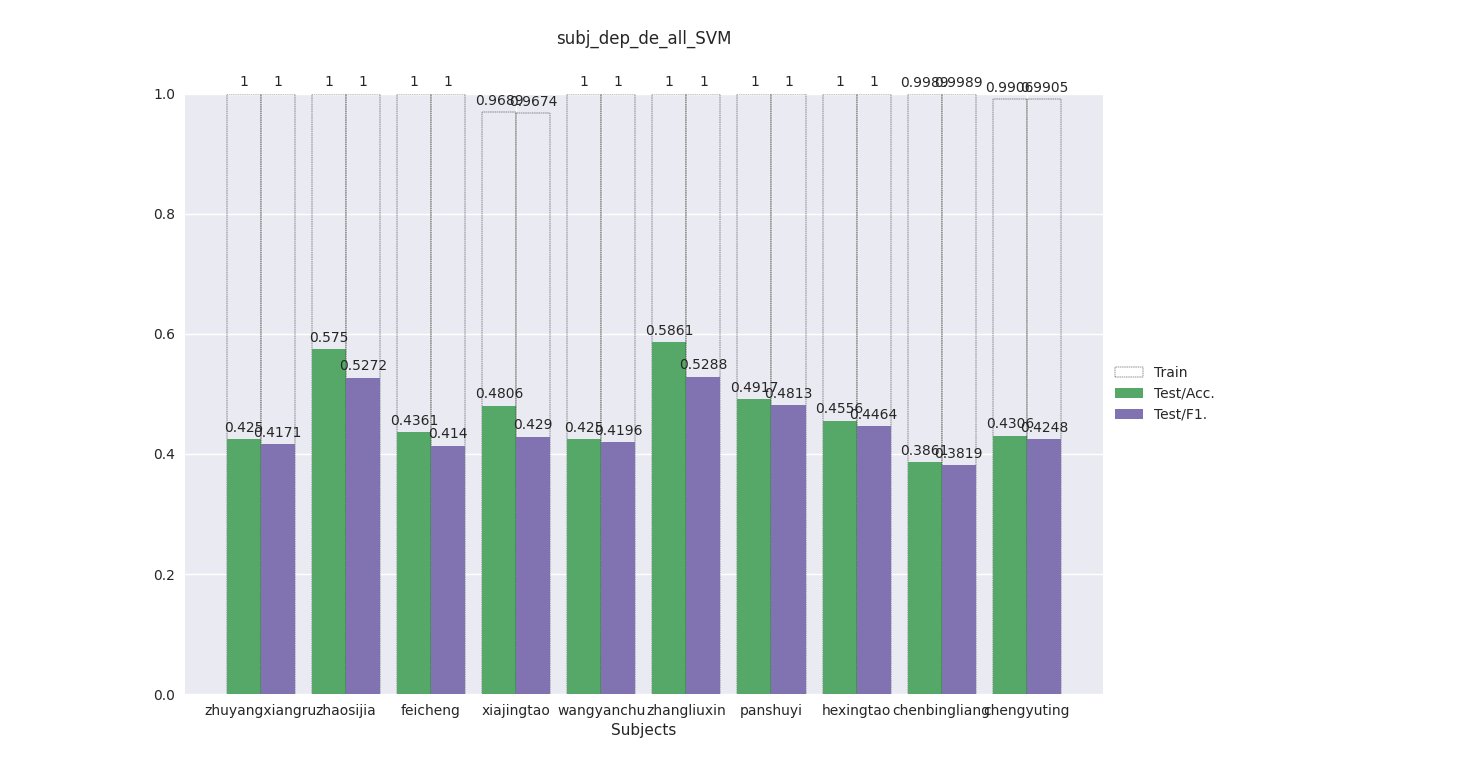 subj_dep_de_all_SVM
1 1 1 1 1 1 0.9689 0.9674 1 1 1 1 1 1 1 1 0.9989 0.9989 0.9906 0.9905
1.0
0.8
0.6
0.4
0.2
0.0
0.425 0.4171 0.575 0.5272 0.4361 0.414 0.4806 0.429 0.425 0.4196 0.5861 0.5288 0.4917 0.4813 0.4556 0.4464 0.3861 0.3819 0.4306 0.4248
zhuyangxiangru zhaosijia feicheng xiajingtao wangyanchu zhangliuxin panshuyi hexingtao chenbingliang chengyuting
Subjects
Train
Test/Acc.
Test/F1.